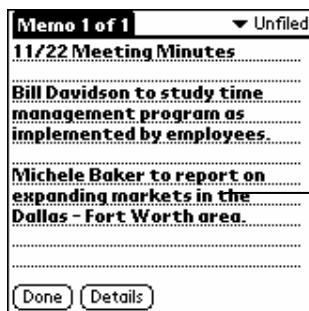 Memo 1 of 1 Unfiled
11/22 Meeting Minutes
Bill Davidson to study time
management program as
implemented by employees.
Michele Baker to report on
expanding markets in the
Dallas - Fort Worth area.
Done Details